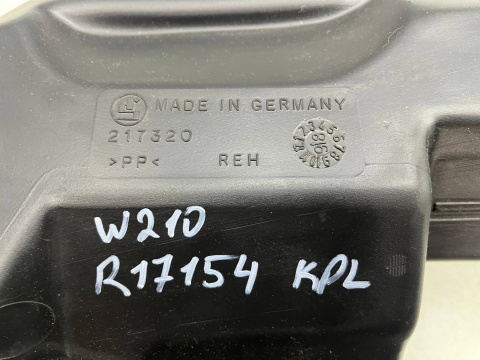 MADE IN GERMANY
217320
>PP< REH
W210
R17154 KPL